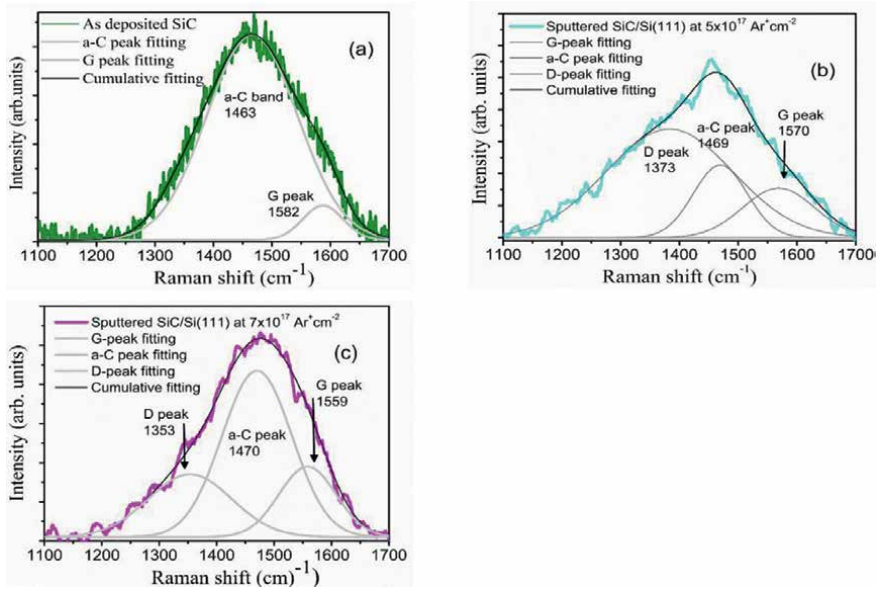 As deposited SiC
a-C peak fitting
G peak fitting
Cumulative fitting
(a)
a-C band
1463
G peak
1582
Intensity (arb.units)
1100 1200 1300 1400 1500 1600 1700
Raman shift (cm-1)
Sputtered SiC/Si(111) at 5x10¹⁷ Ar⁺cm⁻²
G-peak fitting
a-C peak fitting
D-peak fitting
Cumulative fitting
(b)
G peak
1570
a-C peak
1469
D peak
1373
Intensity (arb. units)
1100 1200 1300 1400 1500 1600 1700
Raman shift (cm⁻¹)
Sputtered SiC/Si(111) at 7x10¹⁷ Ar⁺cm⁻²
G-peak fitting
a-C peak fitting
D-peak fitting
Cumulative fitting
(c)
G peak
1559
D peak
1353
a-C peak
1470
Intensity (arb. units)
1100 1200 1300 1400 1500 1600 1700
Raman shift (cm)⁻¹